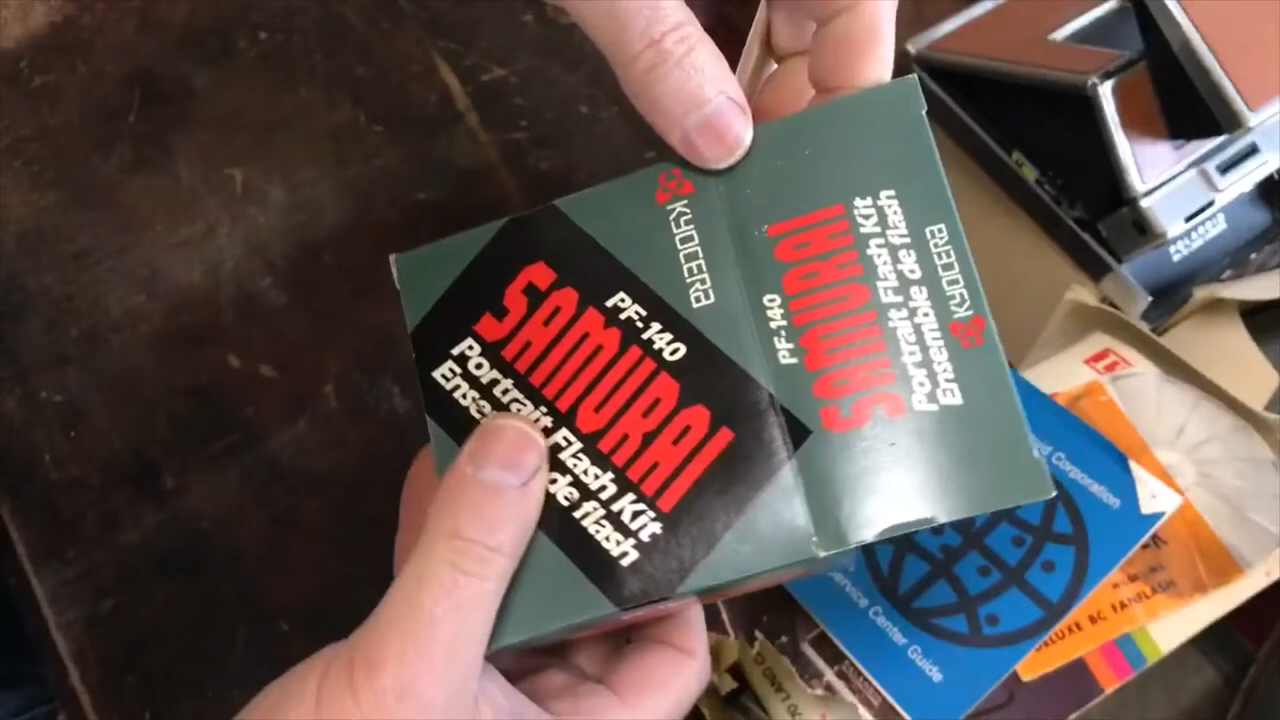 KYOCERA
PF-140
SAMURAI
Portrait Flash Kit
de flash
PF-140
SAMURAI
Portrait Flash Kit
Ensemble de flash
KYOCERA
POLAROID
Corporation
Service Center Guide
DELUXE BC FANFLASH
LAND